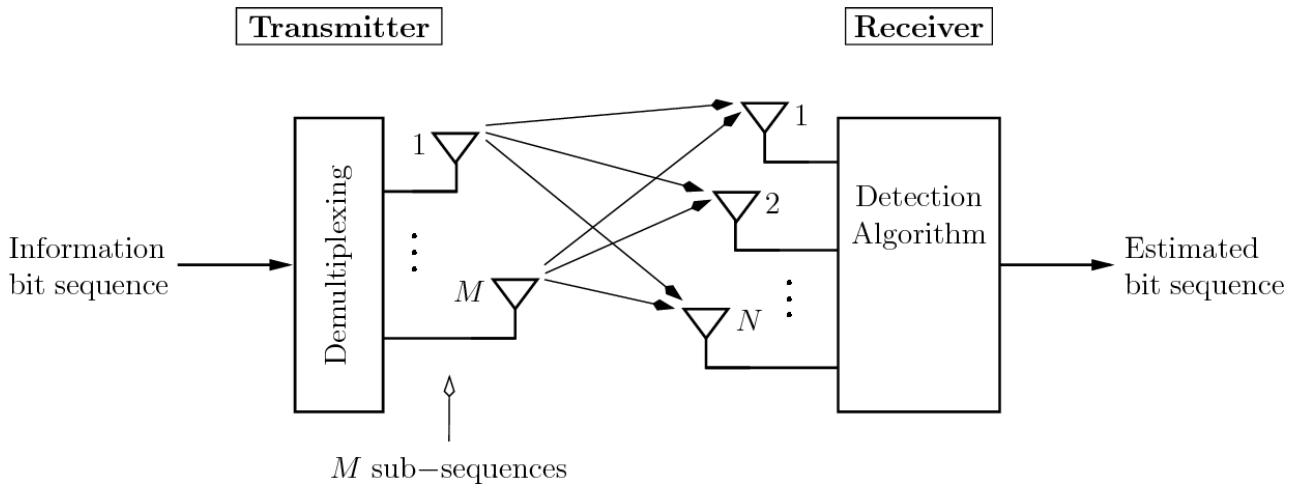 Transmitter
Receiver
1
1
2
M
N
Information
bit sequence
Demultiplexing
Detection
Algorithm
Estimated
bit sequence
M sub−sequences